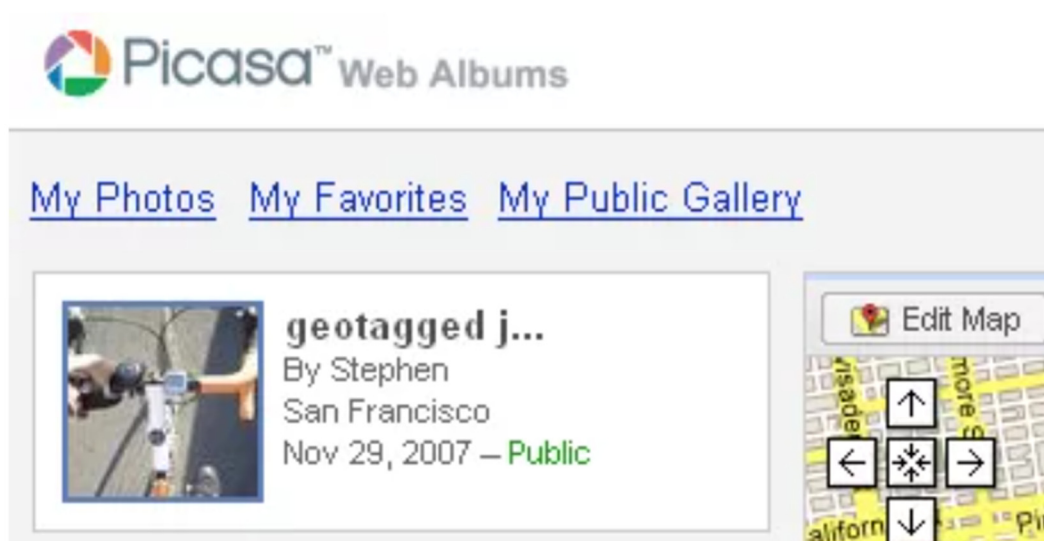 Picasa™ Web Albums
My Photos My Favorites My Public Gallery
geotagged j...
By Stephen
San Francisco
Nov 29, 2007 – Public
Edit Map